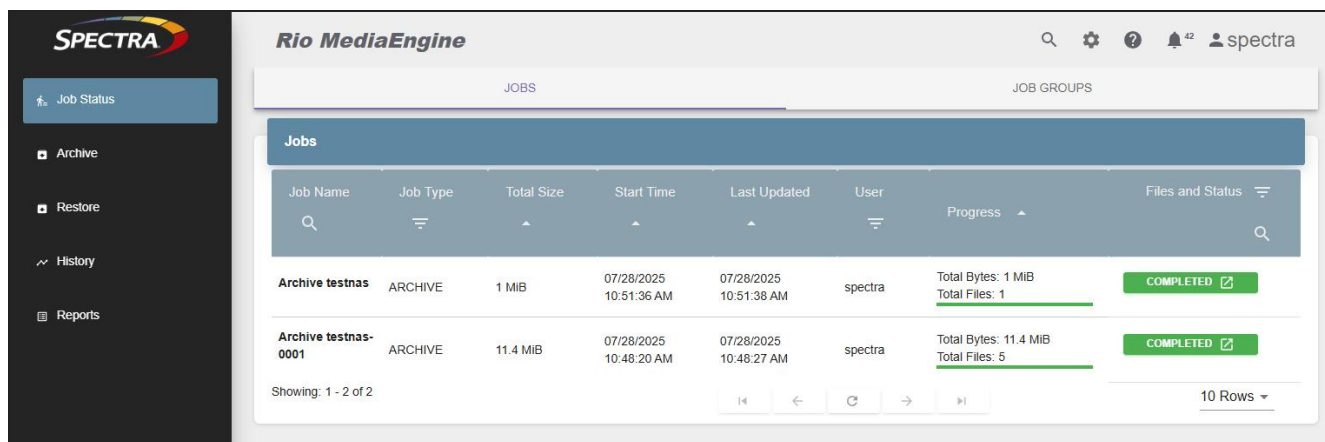 SPECTRA
Rio MediaEngine
42 spectra
Job Status
Archive
Restore
History
Reports
JOBS JOB GROUPS
Jobs
Job Name Job Type Total Size Start Time Last Updated User Progress Files and Status
Archive testnas ARCHIVE 1 MiB 07/28/2025 10:51:36 AM 07/28/2025 10:51:38 AM spectra Total Bytes: 1 MiB Total Files: 1 COMPLETED
Archive testnas-0001 ARCHIVE 11.4 MiB 07/28/2025 10:48:20 AM 07/28/2025 10:48:27 AM spectra Total Bytes: 11.4 MiB Total Files: 5 COMPLETED
Showing: 1 - 2 of 2 10 Rows